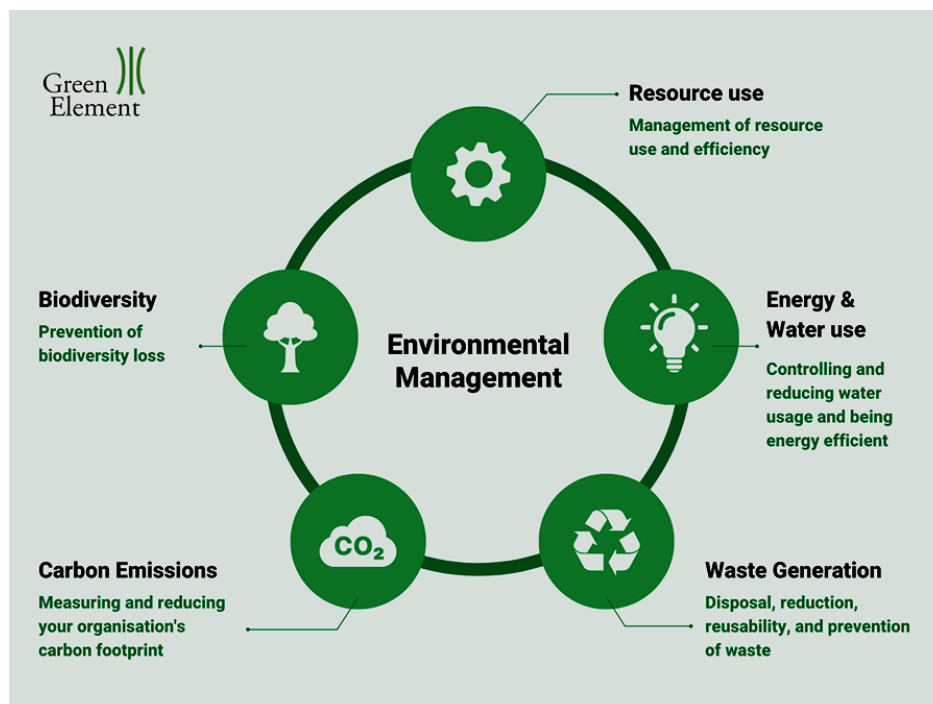 Green
Element
Resource use
Management of resource
use and efficiency
Biodiversity
Prevention of
biodiversity loss
Environmental
Management
Energy &
Water use
Controlling and
reducing water
usage and being
energy efficient
CO₂
Carbon Emissions
Measuring and reducing
your organisation's
carbon footprint
Waste Generation
Disposal, reduction,
reusability, and prevention
of waste